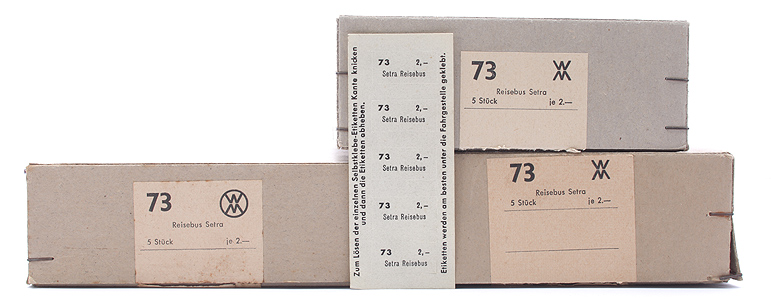 73
Reisebus Setra
5 Stück je 2.—
Zum Lösen der einzelnen Selbstklebe-Etiketten Kante knicken
und dann die Etiketten abheben.
73 2,–
Setra Reisebus
73 2,–
Setra Reisebus
73 2,–
Setra Reisebus
73 2,–
Setra Reisebus
73 2,–
Setra Reisebus
Etiketten werden am besten unter die Fahrgestelle geklebt.
73 WM
Reisebus Setra
5 Stück je 2.—
73 WM
Reisebus Setra
5 Stück je 2.—